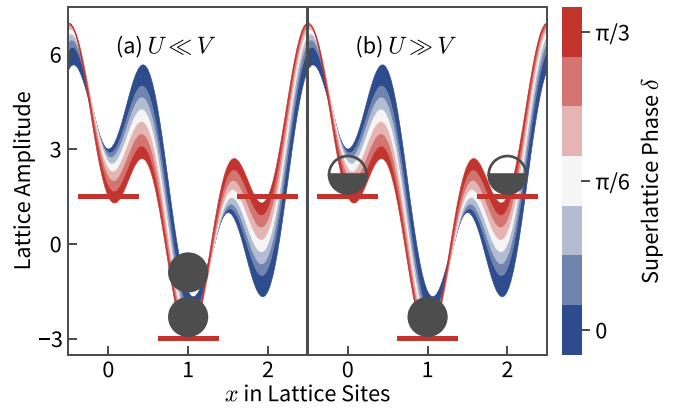 (a) U ≪ V
(b) U ≫ V
Lattice Amplitude
6
3
0
−3
0
1
2
0
1
2
x in Lattice Sites
π/3
π/6
0
Superlattice Phase δ